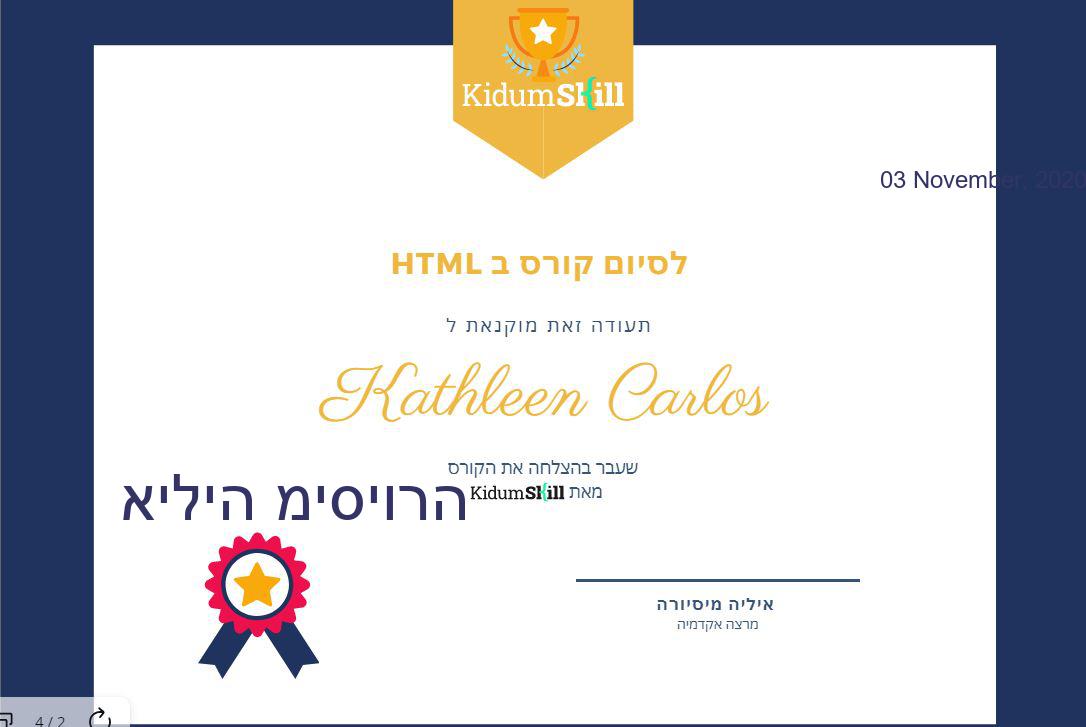 KidumSkill
03 November, 2020
לסיום קורס ב HTML
תעודה זאת מוקנאת ל
Kathleen Carlos
שעבר בהצלחה את הקורס
מאת KidumSkill
הרויסימ היליא
איליה מיסיורה
מרצה אקדמיה
4 / 2